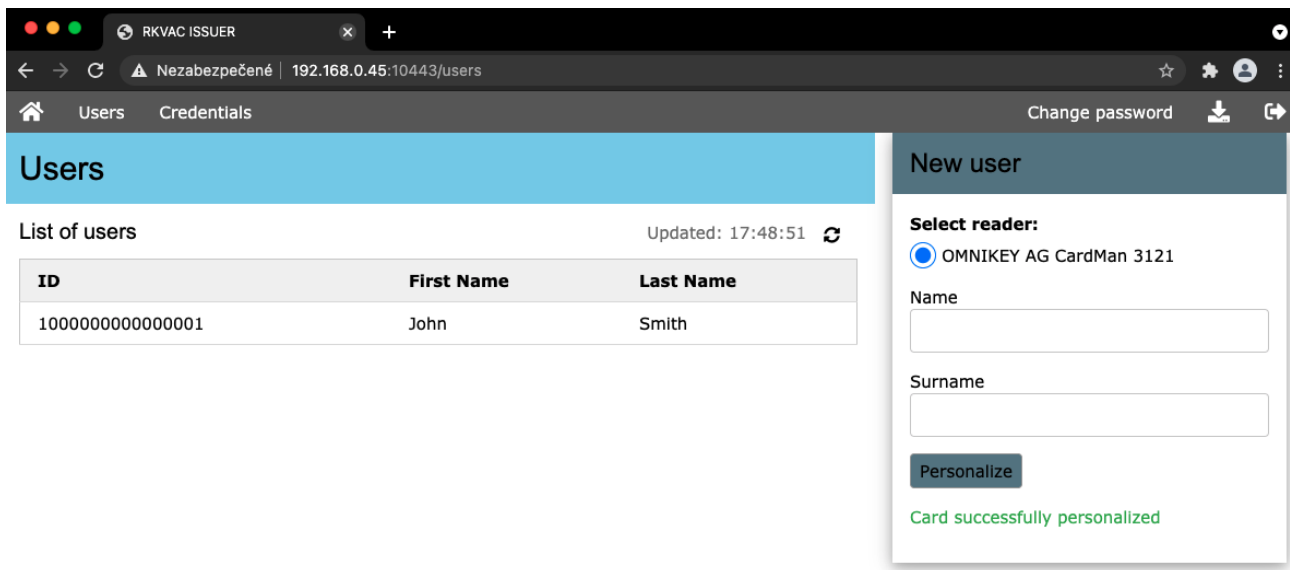 RKVAC ISSUER
Nezabezpečené | 192.168.0.45:10443/users
Users Credentials Change password
Users
List of users Updated: 17:48:51
ID First Name Last Name
1000000000000001 John Smith
New user
Select reader:
OMNIKEY AG CardMan 3121
Name
Surname
Personalize
Card successfully personalized